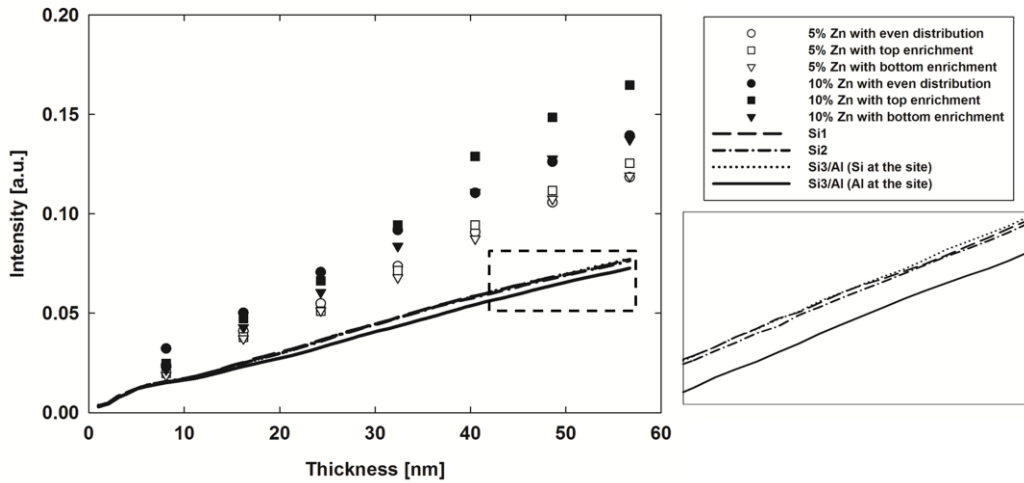 0.20
0.15
0.10
0.05
0.00
Intensity [a.u.]
0 10 20 30 40 50 60
Thickness [nm]
5% Zn with even distribution
5% Zn with top enrichment
5% Zn with bottom enrichment
10% Zn with even distribution
10% Zn with top enrichment
10% Zn with bottom enrichment
Si1
Si2
Si3/Al (Si at the site)
Si3/Al (Al at the site)